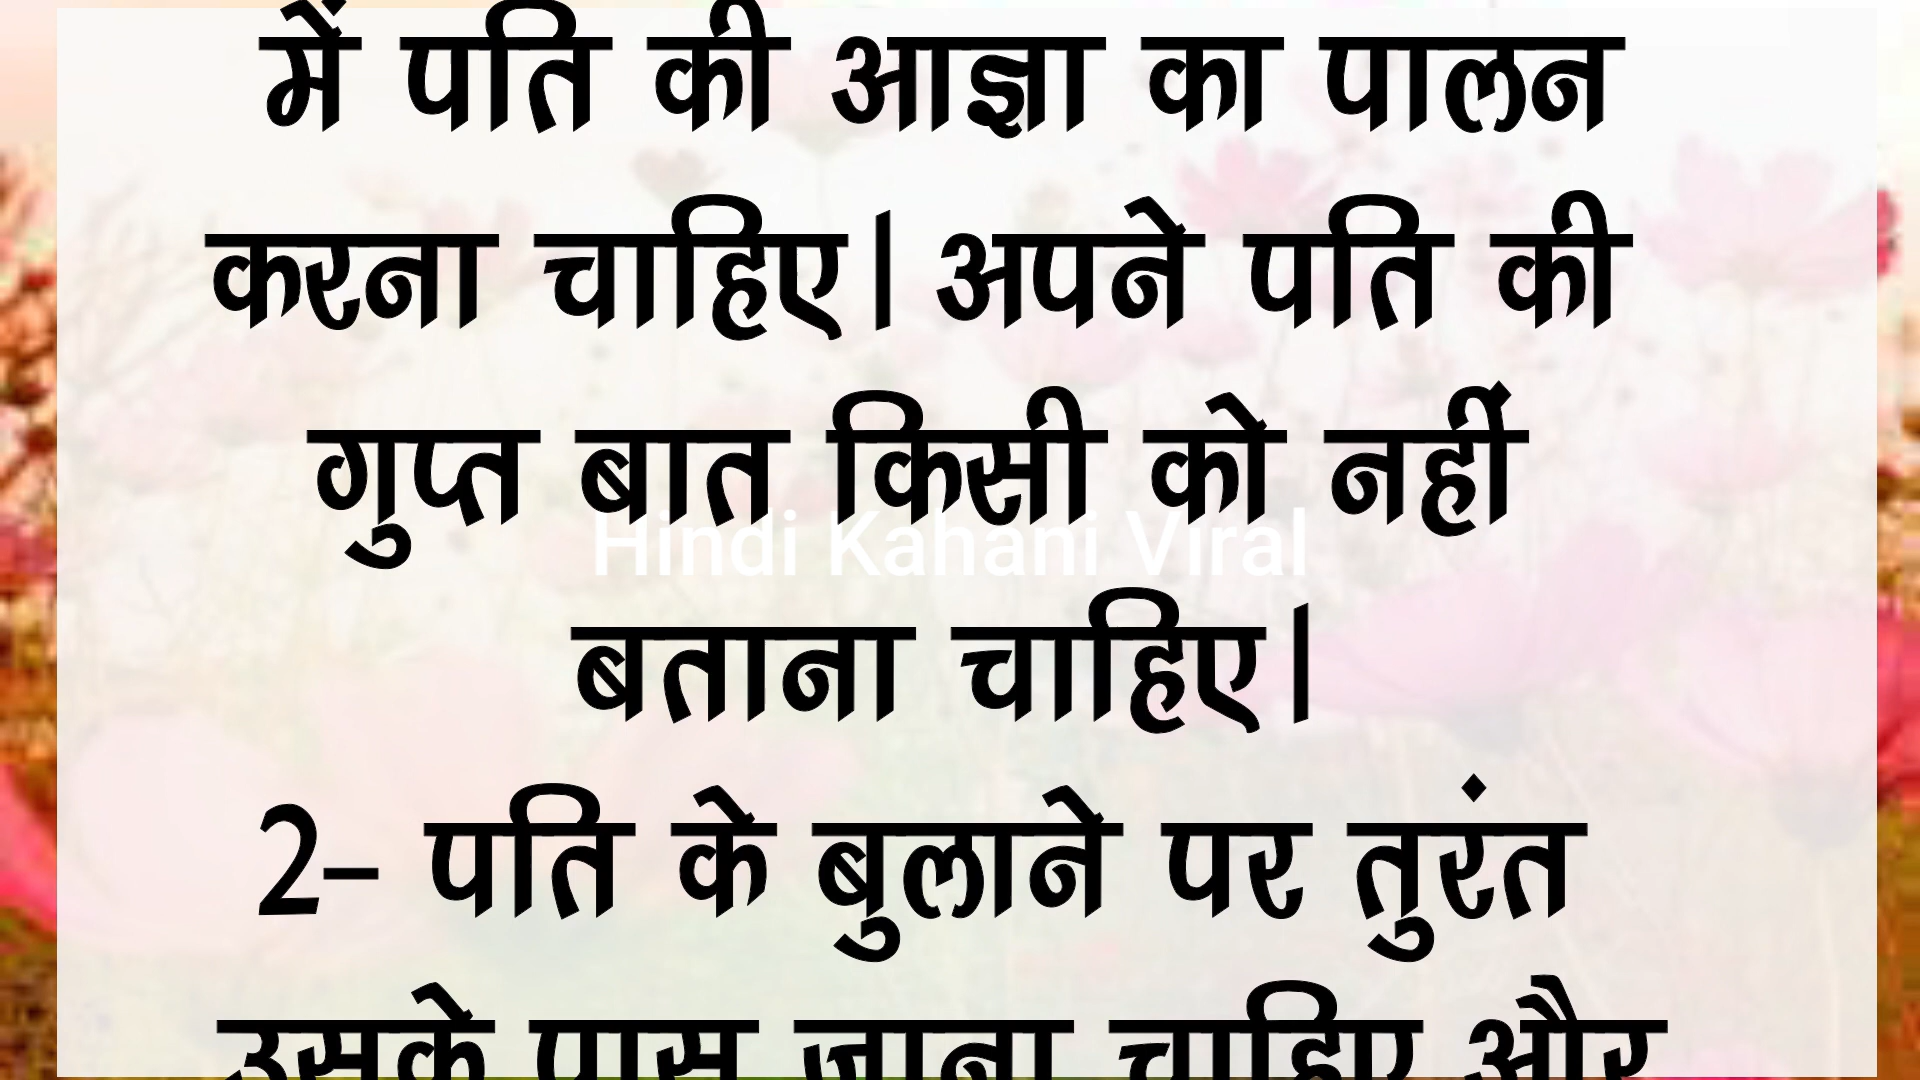 में पति की आज्ञा का पालन
करना चाहिए। अपने पति की
गुप्त बात किसी को नहीं
Hindi Kahani Viral
बताना चाहिए।
2- पति के बुलाने पर तुरंत
उसके पास जाना चाहिए और